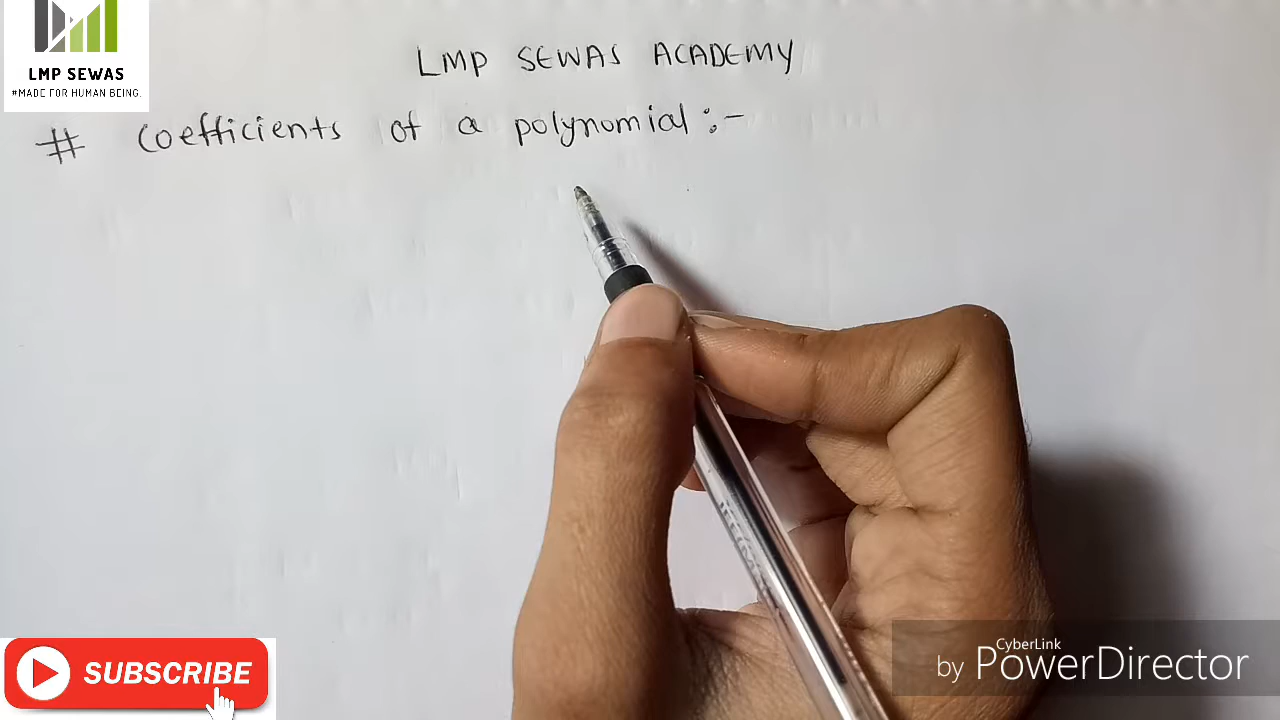 LMP SEWAS ACADEMY
LMP SEWAS
#MADE FOR HUMAN BEING.
# Coefficients of a polynomial :-
SUBSCRIBE
CyberLink
by PowerDirector